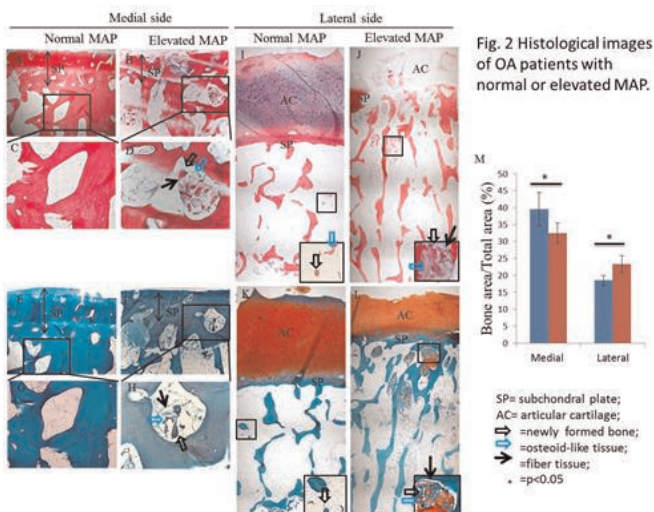 Medial side
Lateral side
Normal MAP
Elevated MAP
Normal MAP
Elevated MAP
SP
B
SP
C
D
I
AC
SP
J
AC
SP
E
SP
SP
H
K
AC
SP
L
AC
SP
Fig. 2 Histological images
of OA patients with
normal or elevated MAP.
M
Bone area/Total area (%)
50
45
40
35
30
25
20
15
10
5
0
*
*
Medial
Lateral
SP= subchondral plate;
AC= articular cartilage;
=newly formed bone;
=osteoid-like tissue;
=fiber tissue;
* =p<0.05